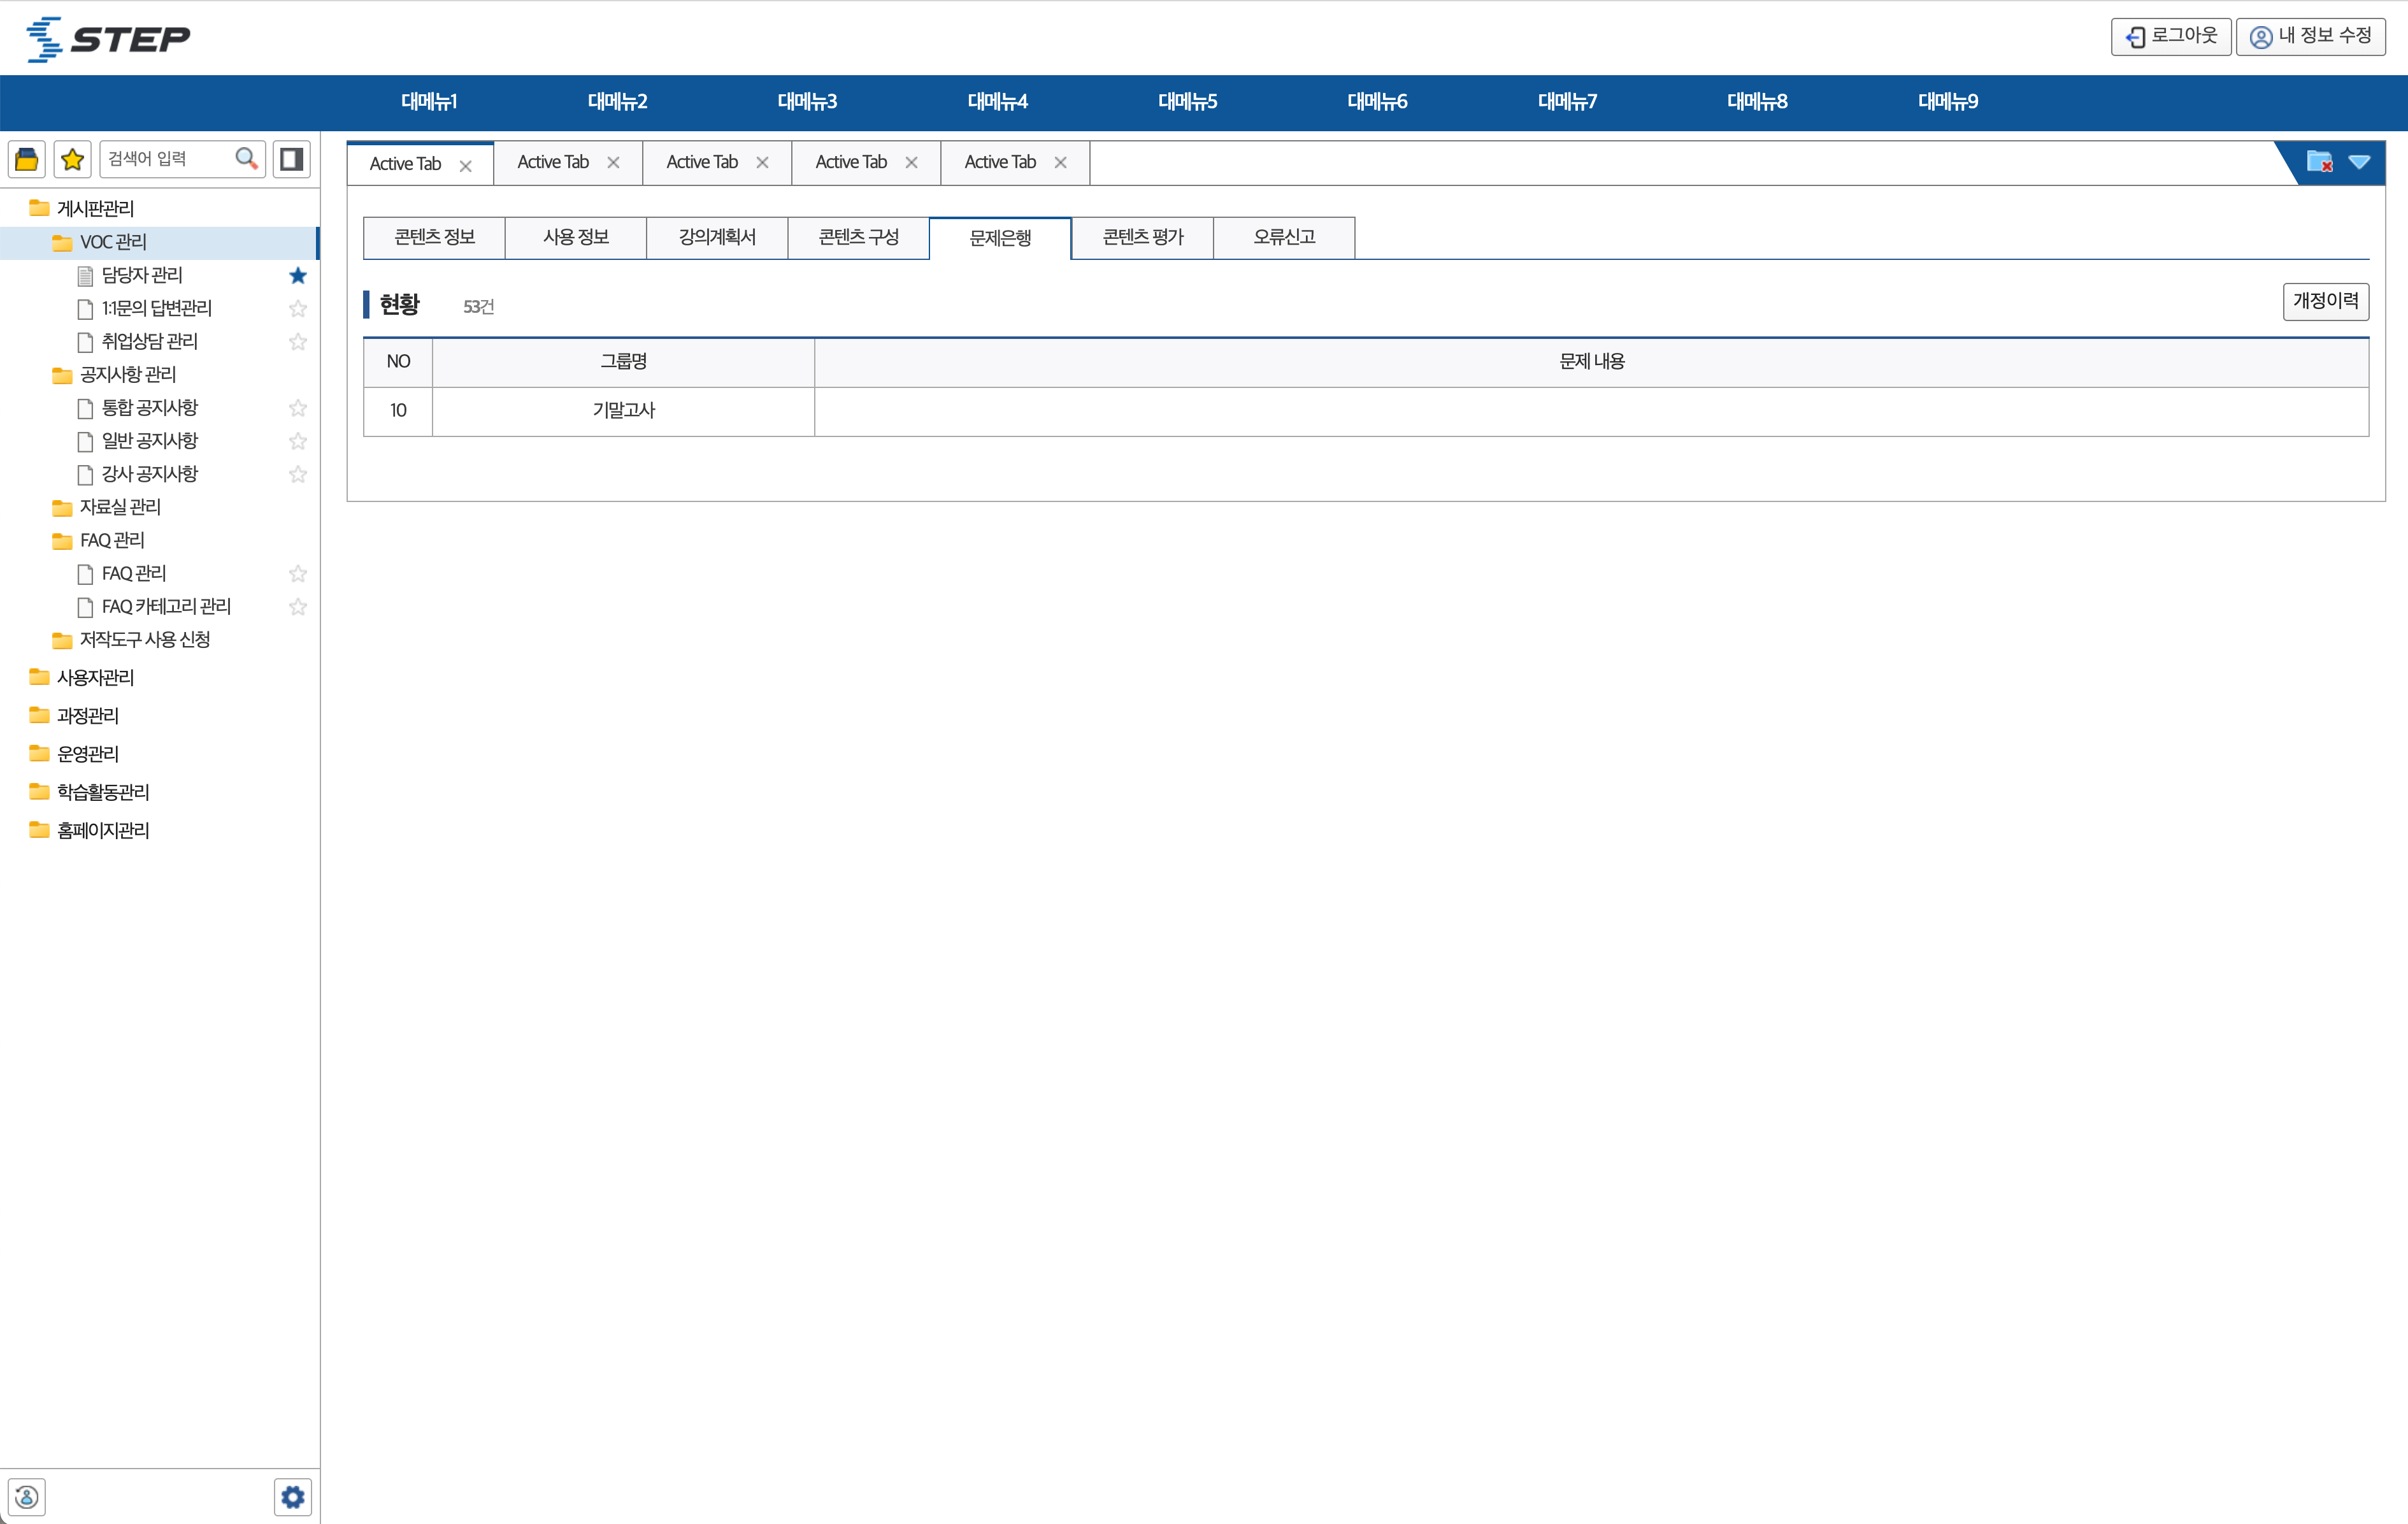 STEP
로그아웃 내 정보 수정
대메뉴1 대메뉴2 대메뉴3 대메뉴4 대메뉴5 대메뉴6 대메뉴7 대메뉴8 대메뉴9
검색어 입력
게시판관리
VOC 관리
담당자 관리
1:1문의 답변관리
취업상담 관리
공지사항 관리
통합 공지사항
일반 공지사항
강사 공지사항
자료실 관리
FAQ 관리
FAQ 관리
FAQ 카테고리 관리
저작도구 사용 신청
사용자관리
과정관리
운영관리
학습활동관리
홈페이지관리
Active Tab Active Tab Active Tab Active Tab Active Tab
콘텐츠 정보 사용 정보 강의계획서 콘텐츠 구성 문제은행 콘텐츠 평가 오류신고
현황 53건 개정이력
NO 그룹명 문제 내용
10 기말고사